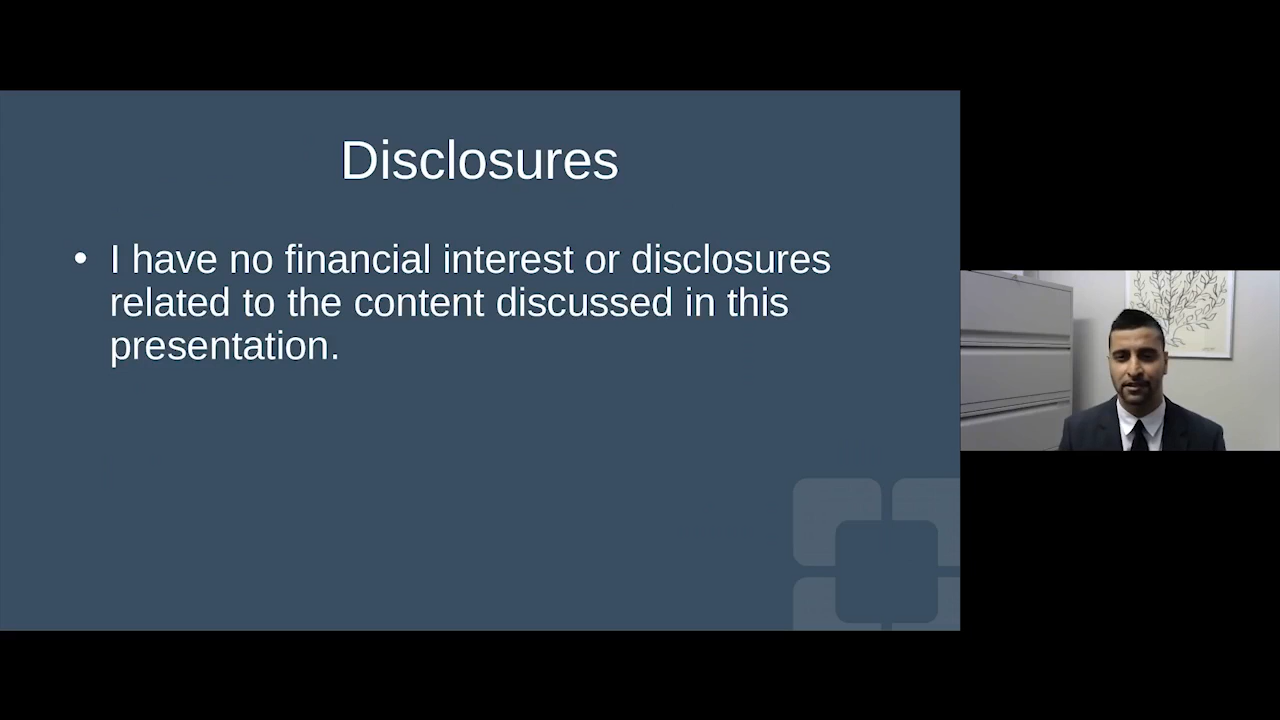 Disclosures
• I have no financial interest or disclosures
related to the content discussed in this
presentation.